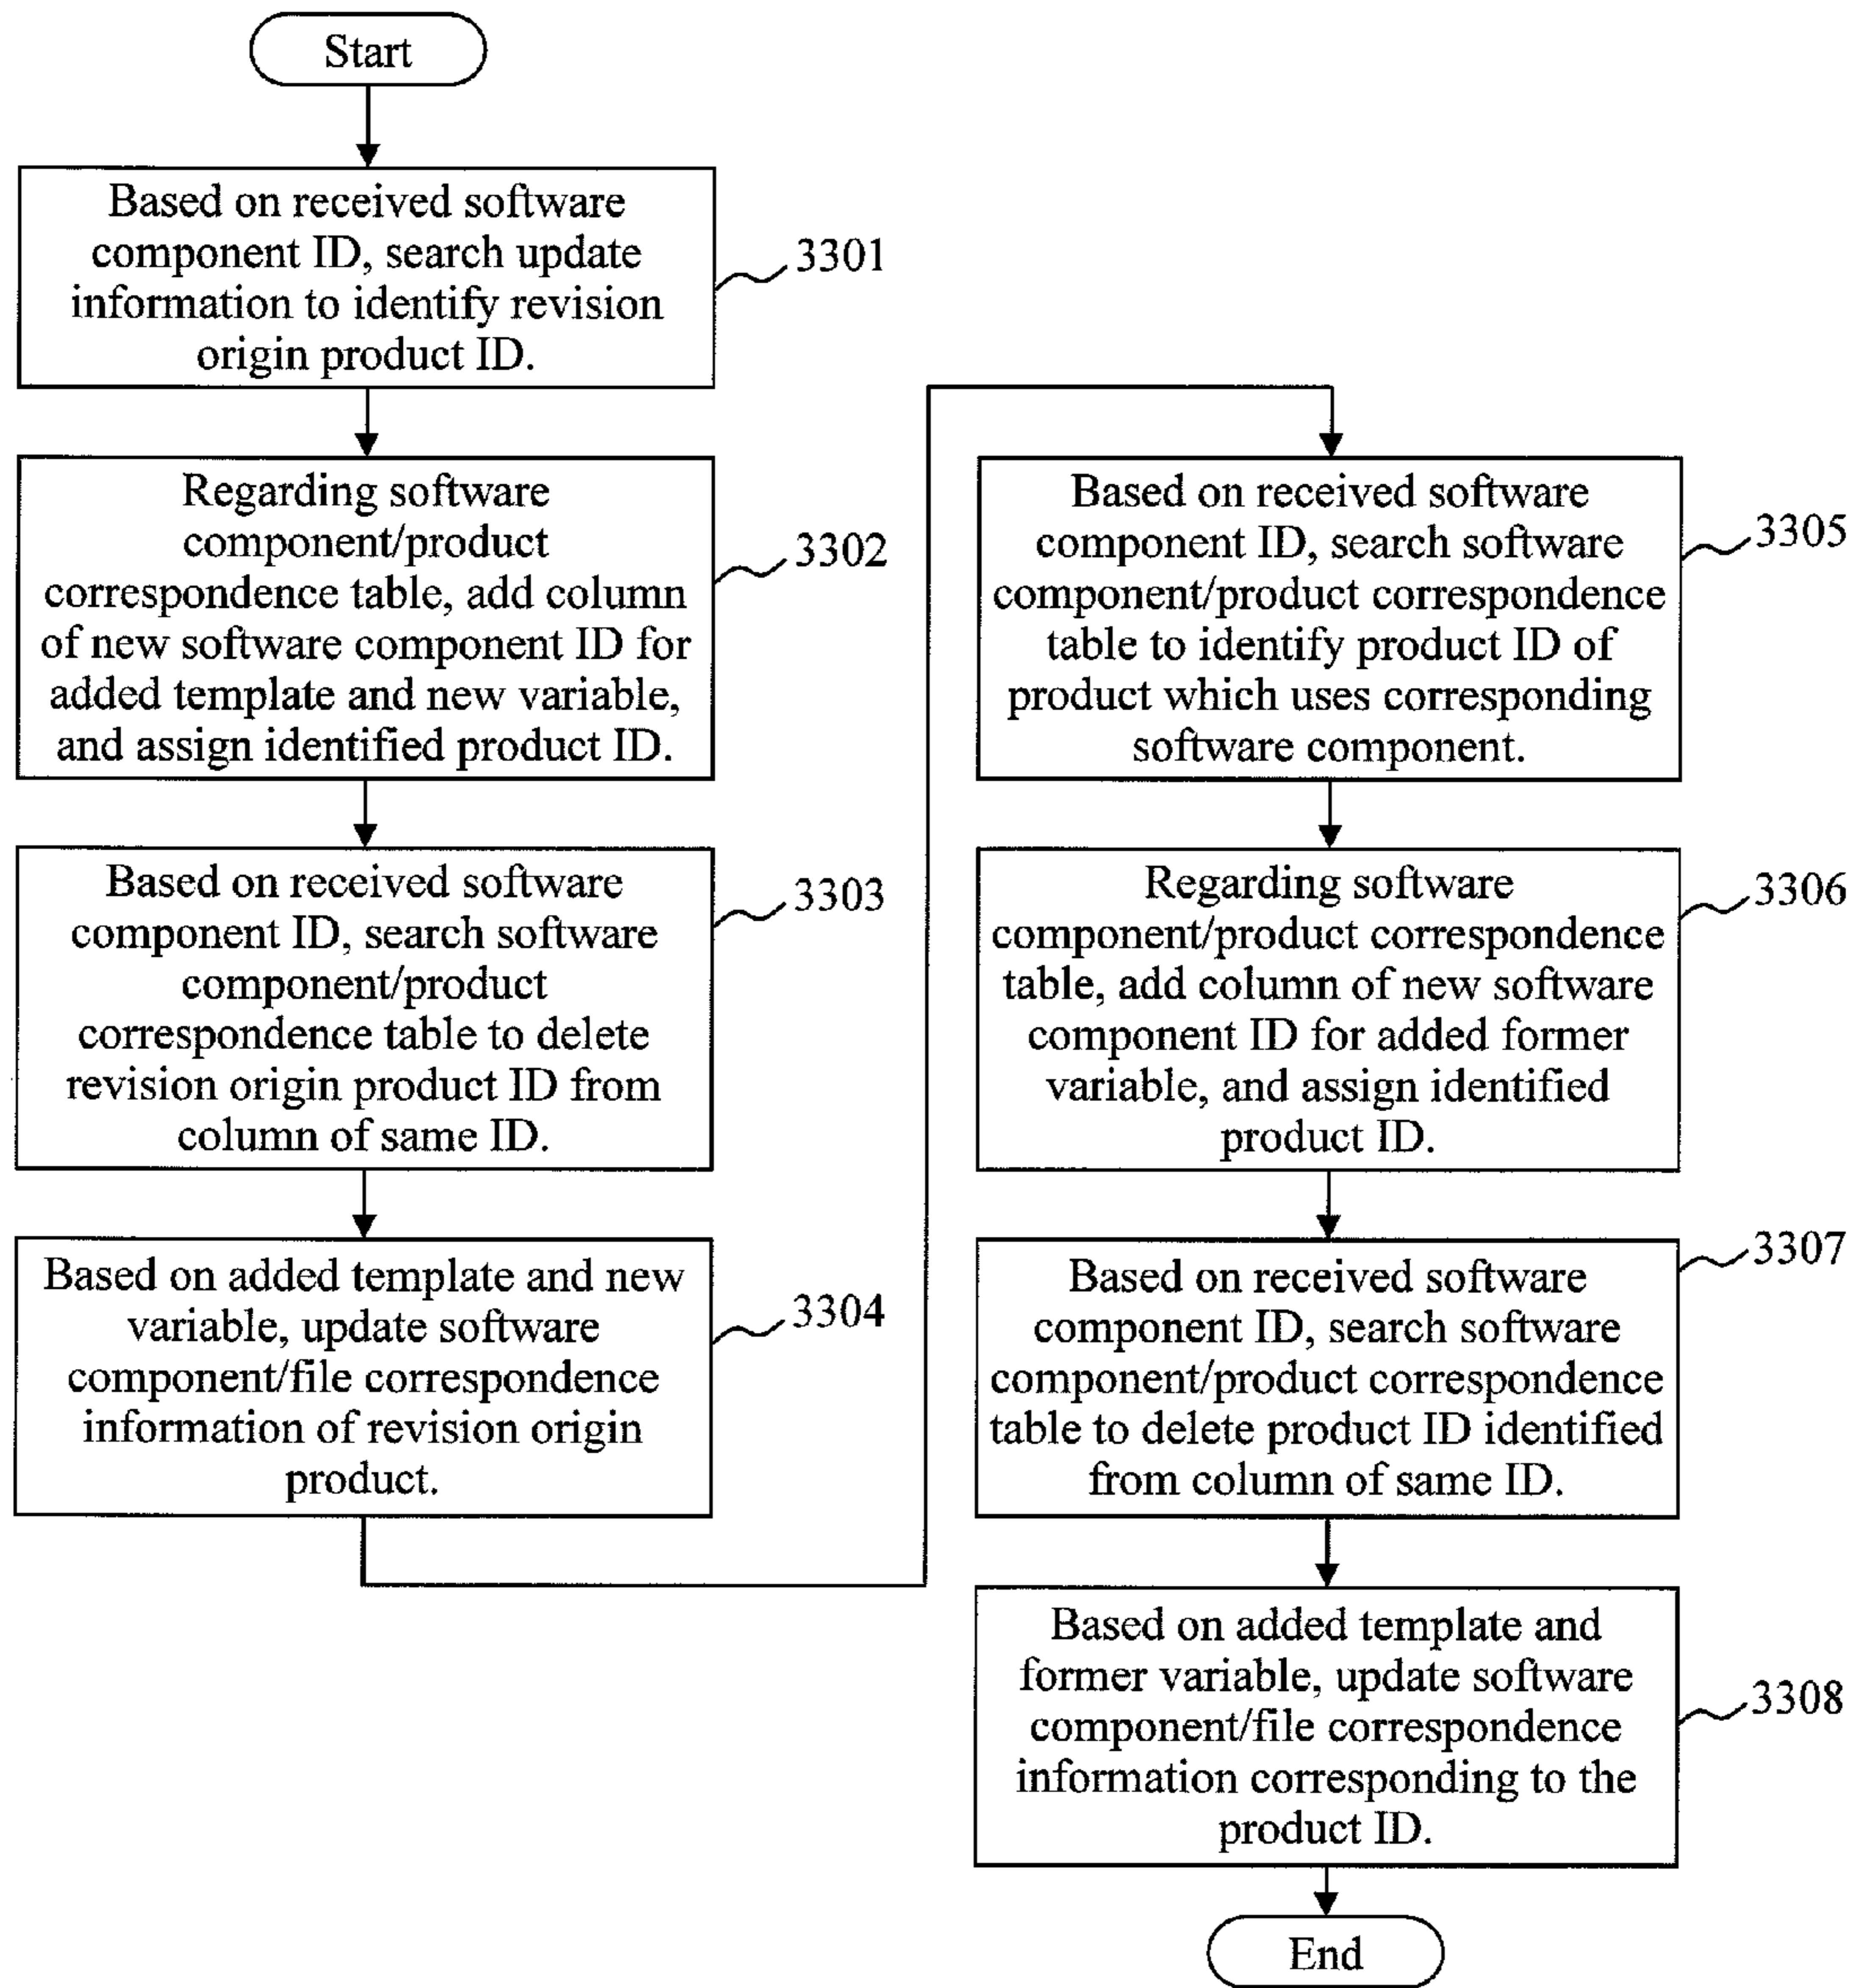 Start
Based on received software
component ID, search update
information to identify revision
origin product ID.
3301
Regarding software
component/product
correspondence table, add column
of new software component ID for
added template and new variable,
and assign identified product ID.
3302
Based on received software
component ID, search software
component/product
correspondence table to delete
revision origin product ID from
column of same ID.
3303
Based on added template and new
variable, update software
component/file correspondence
information of revision origin
product.
3304
Based on received software
component ID, search software
component/product correspondence
table to identify product ID of
product which uses corresponding
software component.
3305
Regarding software
component/product correspondence
table, add column of new software
component ID for added former
variable, and assign identified
product ID.
3306
Based on received software
component ID, search software
component/product correspondence
table to delete product ID identified
from column of same ID.
3307
Based on added template and
former variable, update software
component/file correspondence
information corresponding to the
product ID.
3308
End